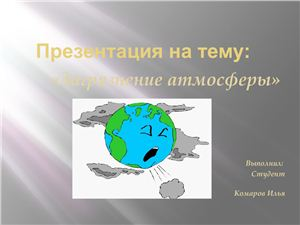 Презентация на тему:
«Загрязнение атмосферы»
Выполнил:
Студент
Комаров Илья